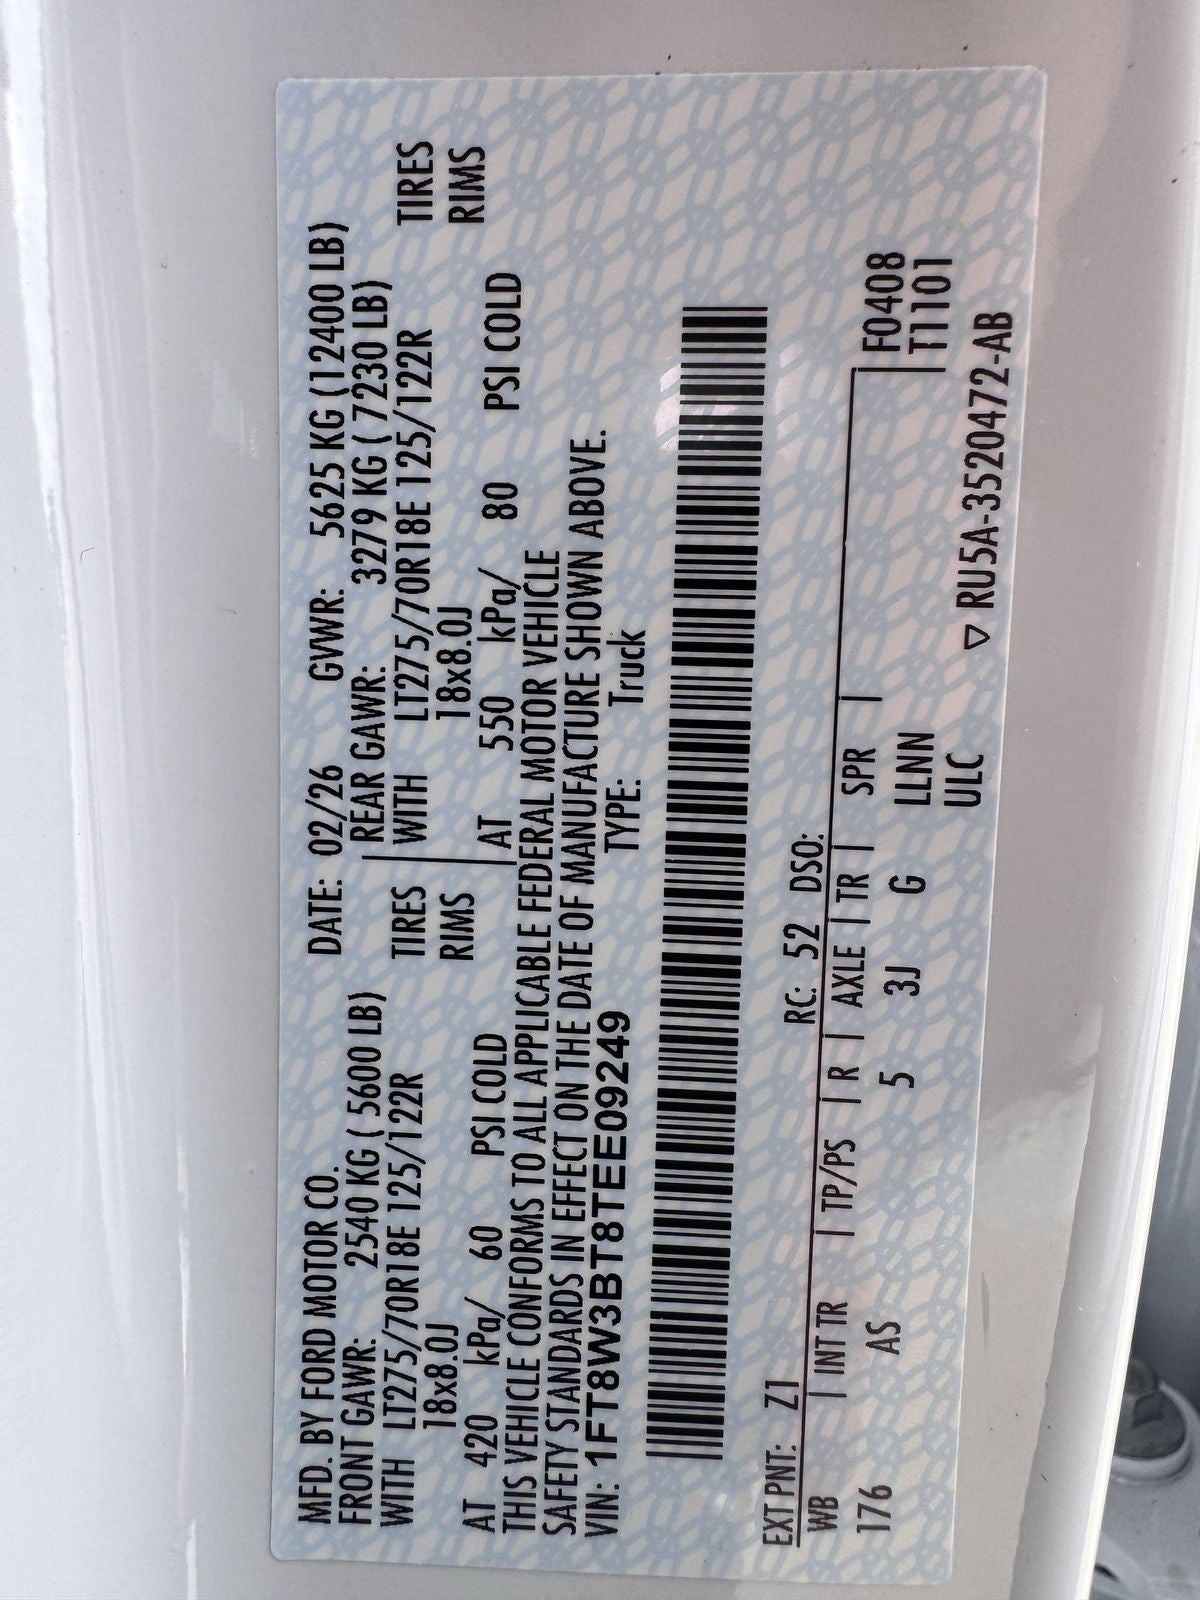 MFD. BY FORD MOTOR CO. DATE: 02/26 GVWR: 5625 KG (12400 LB)
FRONT GAWR: 2540 KG ( 5600 LB) REAR GAWR: 3279 KG ( 7230 LB)
WITH LT275/70R18E 125/122R TIRES WITH LT275/70R18E 125/122R TIRES
18x8.0J RIMS 18x8.0J RIMS
AT 420 kPa/ 60 PSI COLD AT 550 kPa/ 80 PSI COLD
THIS VEHICLE CONFORMS TO ALL APPLICABLE FEDERAL MOTOR VEHICLE
SAFETY STANDARDS IN EFFECT ON THE DATE OF MANUFACTURE SHOWN ABOVE.
VIN: 1FT8W3BT8TEE09249 TYPE: Truck
EXT PNT: Z1 RC: 52 DSO:
WB | INT TR | TP/PS | R | AXLE | TR | SPR | F0408
176 AS 5 3J G LLNN T1101
ULC
▽ RU5A-3520472-AB